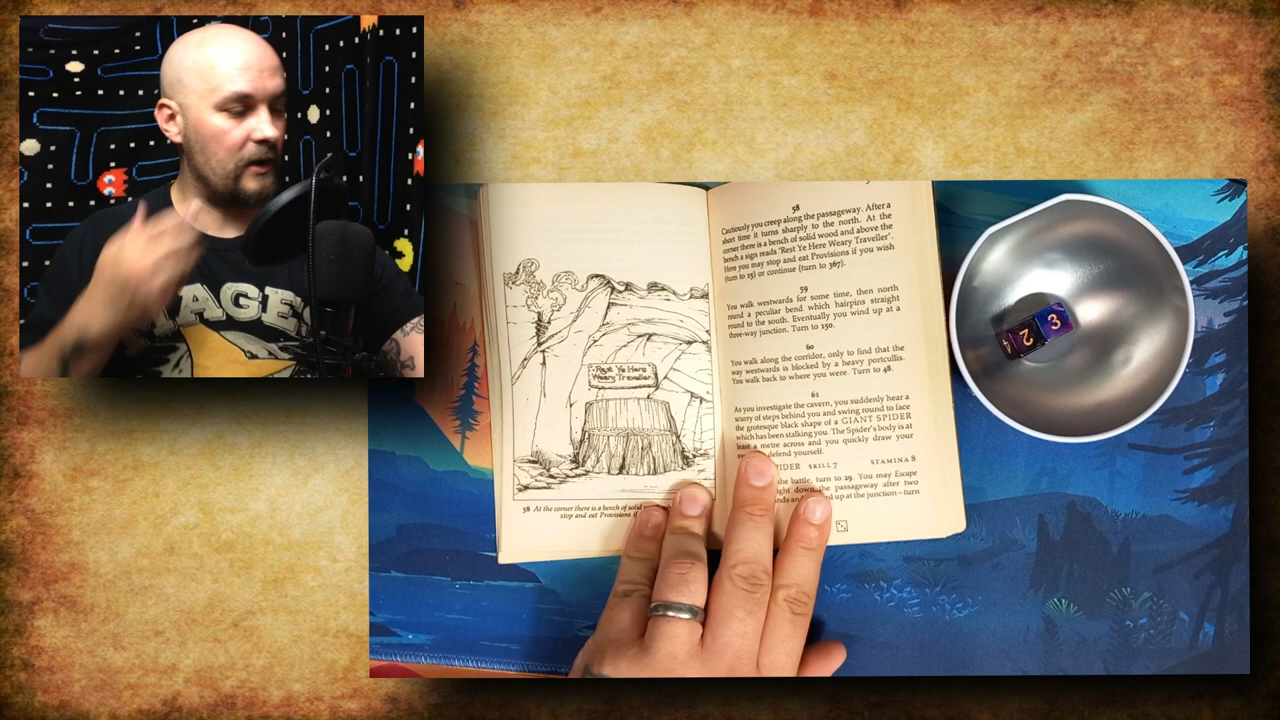 AGES
Rest Ye Here
Weary Traveller
58 At the corner there is a bench of solid
stop and eat Provisions if
58
Cautiously you creep along the passageway. After a
short time it turns sharply to the north. At the
corner there is a bench of solid wood and above the
bench a sign reads 'Rest Ye Here Weary Traveller'.
Here you may stop and eat Provisions if you wish
(turn to 15) or continue (turn to 367).
59
You walk westwards for some time, then north
round a peculiar bend which hairpins straight
round to the south. Eventually you wind up at a
three-way junction. Turn to 150.
60
You walk along the corridor, only to find that the
way westwards is blocked by a heavy portcullis.
You walk back to where you were. Turn to 48.
61
As you investigate the cavern, you suddenly hear a
scurry of steps behind you and swing round to face
the grotesque black shape of a GIANT SPIDER
which has been stalking you. The Spider's body is at
least a metre across and you quickly draw your
defend yourself.
PIDER SKILL 7 STAMINA 8
the battle, turn to 29. You may Escape
ght down the passageway after two
nds and up at the junction – turn
3
2
4